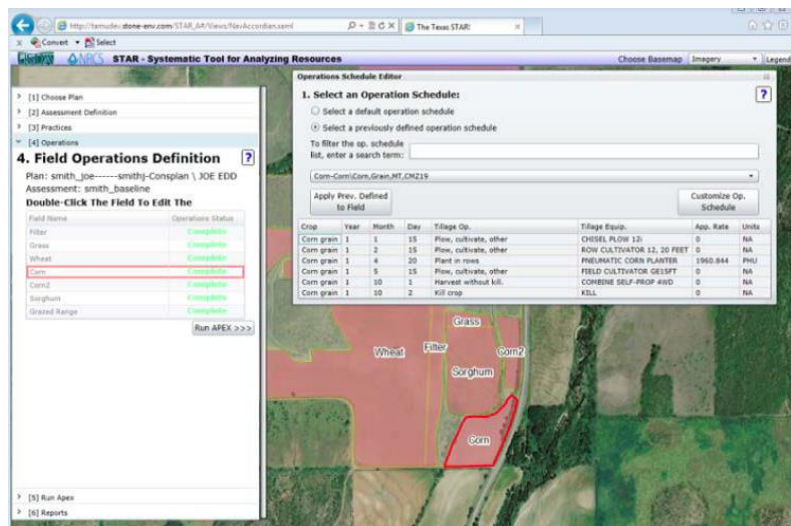 http://tamudev.stone-env.com/STAR_6#/Views/NavAccordian.xaml
The Texas STAR!
x Convert Select
NRCS STAR - Systematic Tool for Analyzing Resources
Choose Basemap Imagery Legend
[1] Choose Plan
[2] Assessment Definition
[3] Practices
[4] Operations
4. Field Operations Definition ?
Plan: smith_joe------smithj-Consplan \ JOE EDD
Assessment: smith_baseline
Double-Click The Field To Edit The
Field Name Operations Status
Filter Complete
Grass Complete
Wheat Complete
Corn Complete
Corn2 Complete
Sorghum Complete
Grazed Range Complete
Run APEX >>>
[5] Run Apex
[6] Reports
Operations Schedule Editor
1. Select an Operation Schedule: ?
Select a default operation schedule
Select a previously defined operation schedule
To filter the op. schedule
list, enter a search term:
Corn-Corn\Corn,Grain,MT,CMZ19
Apply Prev. Defined
to Field
Customize Op.
Schedule
Crop Year Month Day Tillage Op. Tillage Equip. App. Rate Units
Corn grain 1 1 15 Plow, cultivate, other CHISEL PLOW 12i 0 NA
Corn grain 1 2 15 Plow, cultivate, other ROW CULTIVATOR 12, 20 FEET 0 NA
Corn grain 1 4 20 Plant in rows PNEUMATIC CORN PLANTER 1960.844 PHU
Corn grain 1 5 15 Plow, cultivate, other FIELD CULTIVATOR GE15FT 0 NA
Corn grain 1 10 1 Harvest without kill. COMBINE SELF-PROP 4WD 0 NA
Corn grain 1 10 2 Kill crop KILL 0 NA
Grass
Wheat Filter Corn2
Sorghum
Corn